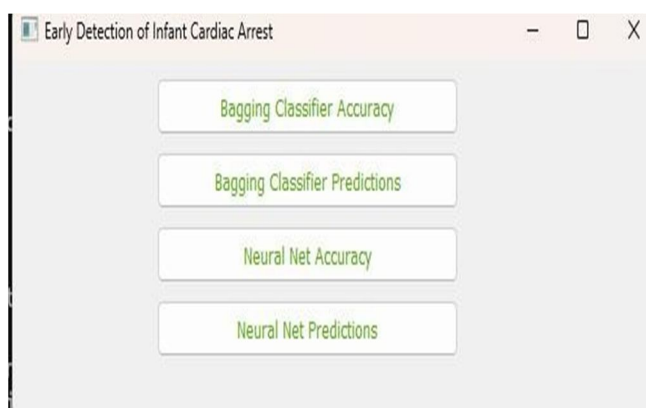 Early Detection of Infant Cardiac Arrest
Bagging Classifier Accuracy
Bagging Classifier Predictions
Neural Net Accuracy
Neural Net Predictions